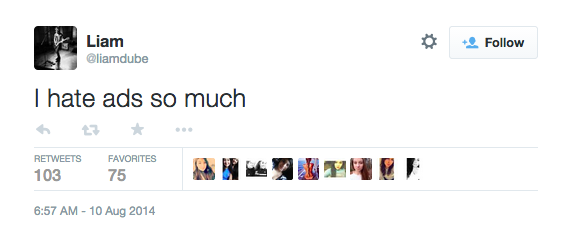 Liam
@liamdube
Follow
I hate ads so much
RETWEETS FAVORITES
103 75
6:57 AM - 10 Aug 2014